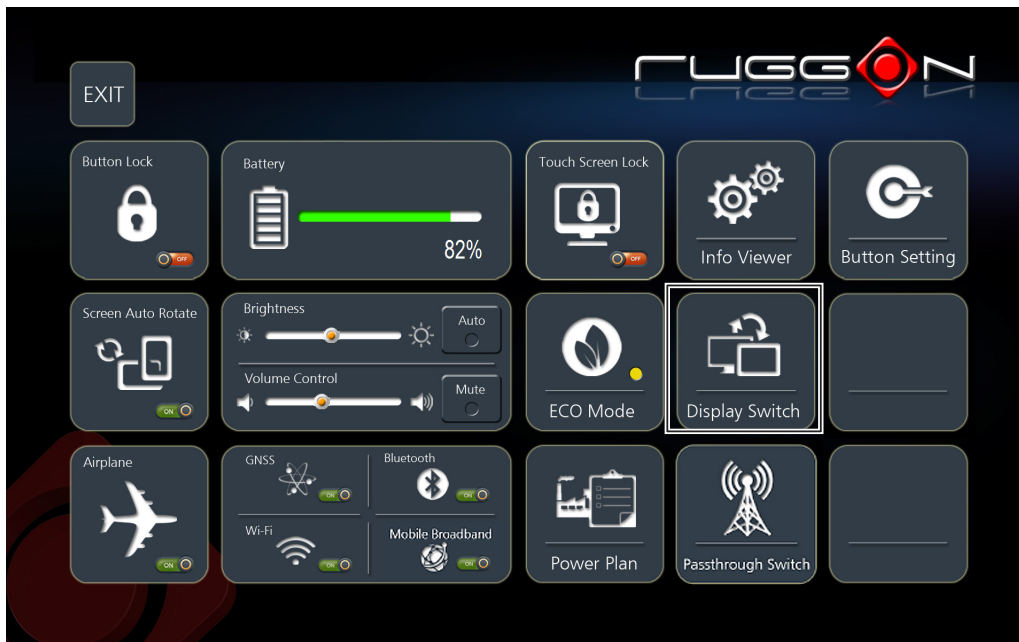 RUGGON
EXIT
Button Lock
OFF
Battery
82%
Touch Screen Lock
OFF
Info Viewer
Button Setting
Screen Auto Rotate
ON
Brightness
Auto
Volume Control
Mute
ECO Mode
Display Switch
Airplane
ON
GNSS
ON
Bluetooth
ON
Wi-Fi
ON
Mobile Broadband
ON
Power Plan
Passthrough Switch